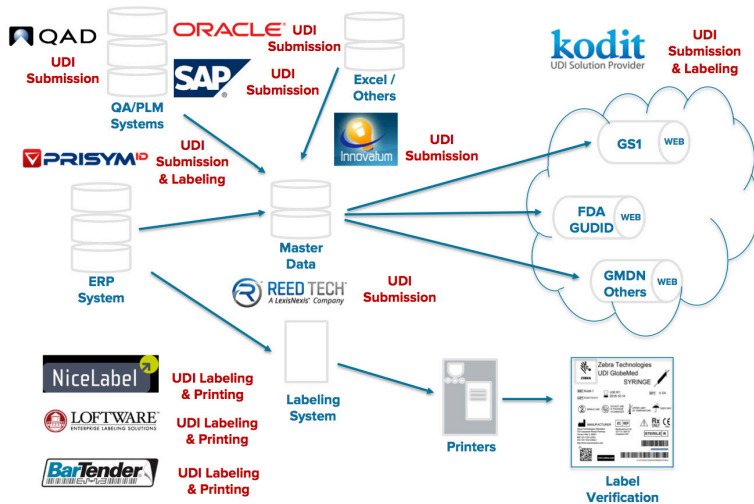 QAD
UDI
Submission
QA/PLM
Systems
ORACLE
UDI
Submission
SAP
UDI
Submission
Excel /
Others
kodit
UDI Solution Provider
UDI
Submission
& Labeling
PRISYM ID
UDI
Submission
& Labeling
Innovatum
UDI
Submission
GS1
WEB
FDA
GUDID
WEB
GMDN
Others
WEB
ERP
System
Master
Data
REED TECH
A LexisNexis® Company
UDI
Submission
NiceLabel
UDI Labeling
& Printing
LOFTWARE
ENTERPRISE LABELING SOLUTIONS
UDI Labeling
& Printing
BarTender
UDI Labeling
& Printing
Labeling
System
Printers
Zebra Technologies
UDI GlobeMed
SYRINGE
Label
Verification